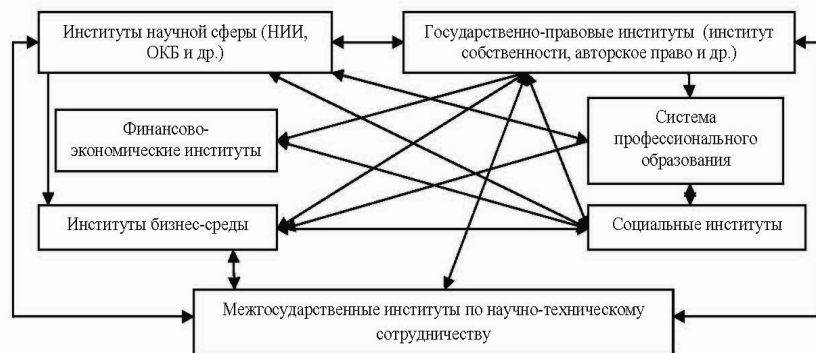 Институты научной сферы (НИИ,
ОКБ и др.)
Государственно-правовые институты (институт
собственности, авторское право и др.)
Финансово-
экономические институты
Система
профессионального
образования
Институты бизнес-среды
Социальные институты
Межгосударственные институты по научно-техническому
сотрудничеству